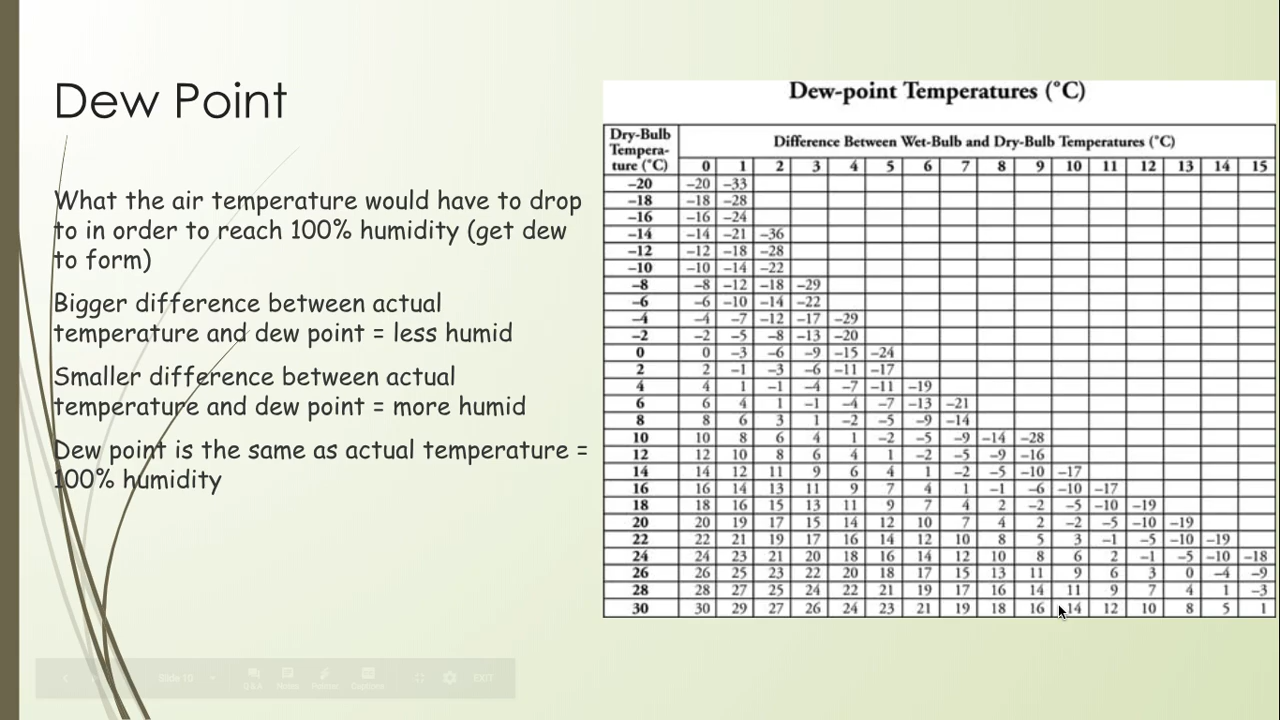 Dew Point
What the air temperature would have to drop
to in order to reach 100% humidity (get dew
to form)
Bigger difference between actual
temperature and dew point = less humid
Smaller difference between actual
temperature and dew point = more humid
Dew point is the same as actual temperature =
100% humidity
Dew-point Temperatures (°C)
Dry-Bulb
Tempera-
ture (°C)
Difference Between Wet-Bulb and Dry-Bulb Temperatures (°C)
0 1 2 3 4 5 6 7 8 9 10 11 12 13 14 15
–20 –20 –33
–18 –18 –28
–16 –16 –24
–14 –14 –21 –36
–12 –12 –18 –28
–10 –10 –14 –22
–8 –8 –12 –18 –29
–6 –6 –10 –14 –22
–4 –4 –7 –12 –17 –29
–2 –2 –5 –8 –13 –20
0 0 –3 –6 –9 –15 –24
2 2 –1 –3 –6 –11 –17
4 4 1 –1 –4 –7 –11 –19
6 6 4 1 –1 –4 –7 –13 –21
8 8 6 3 1 –2 –5 –9 –14
10 10 8 6 4 1 –2 –5 –9 –14 –28
12 12 10 8 6 4 1 –2 –5 –9 –16
14 14 12 11 9 6 4 1 –2 –5 –10 –17
16 16 14 13 11 9 7 4 1 –1 –6 –10 –17
18 18 16 15 13 11 9 7 4 2 –2 –5 –10 –19
20 20 19 17 15 14 12 10 7 4 2 –2 –5 –10 –19
22 22 21 19 17 16 14 12 10 8 5 3 –1 –5 –10 –19
24 24 23 21 20 18 16 14 12 10 8 6 2 –1 –5 –10 –18
26 26 25 23 22 20 18 17 15 13 11 9 6 3 0 –4 –9
28 28 27 25 24 22 21 19 17 16 14 11 9 7 4 1 –3
30 30 29 27 26 24 23 21 19 18 16 14 12 10 8 5 1
Slide 10
Q&A Notes Pointer Captions EXIT